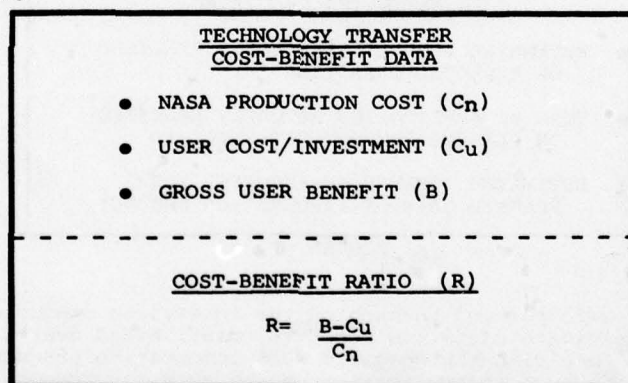 TECHNOLOGY TRANSFER
COST-BENEFIT DATA
● NASA PRODUCTION COST (Cn)
● USER COST/INVESTMENT (Cu)
● GROSS USER BENEFIT (B)
COST-BENEFIT RATIO (R)
R= B-Cu
Cn